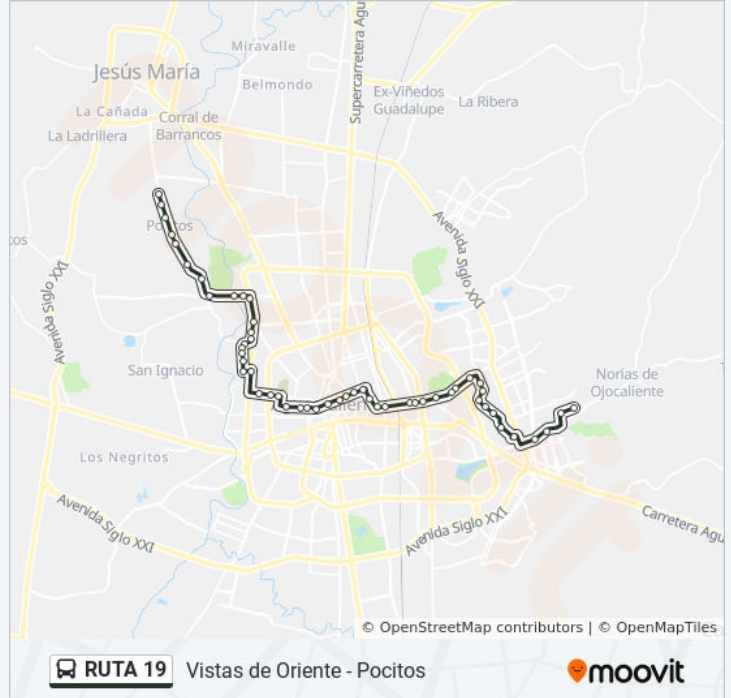 Miravalle
Jesús María
Supercarretera Agu
Belmondo
Ex-Viñedos
Guadalupe
La Ribera
La Cañada
Corral de
Barrancos
La Ladrillera
Avenida Siglo XXI
cos
Avenida Siglo XXI
San Ignacio
Norias de
Ojocaliente
Los Negritos
Avenida Siglo XXI
Avenida Siglo XXI
Carretera Agu
© OpenStreetMap contributors | © OpenMapTiles
RUTA 19
Vistas de Oriente - Pocitos
moovit